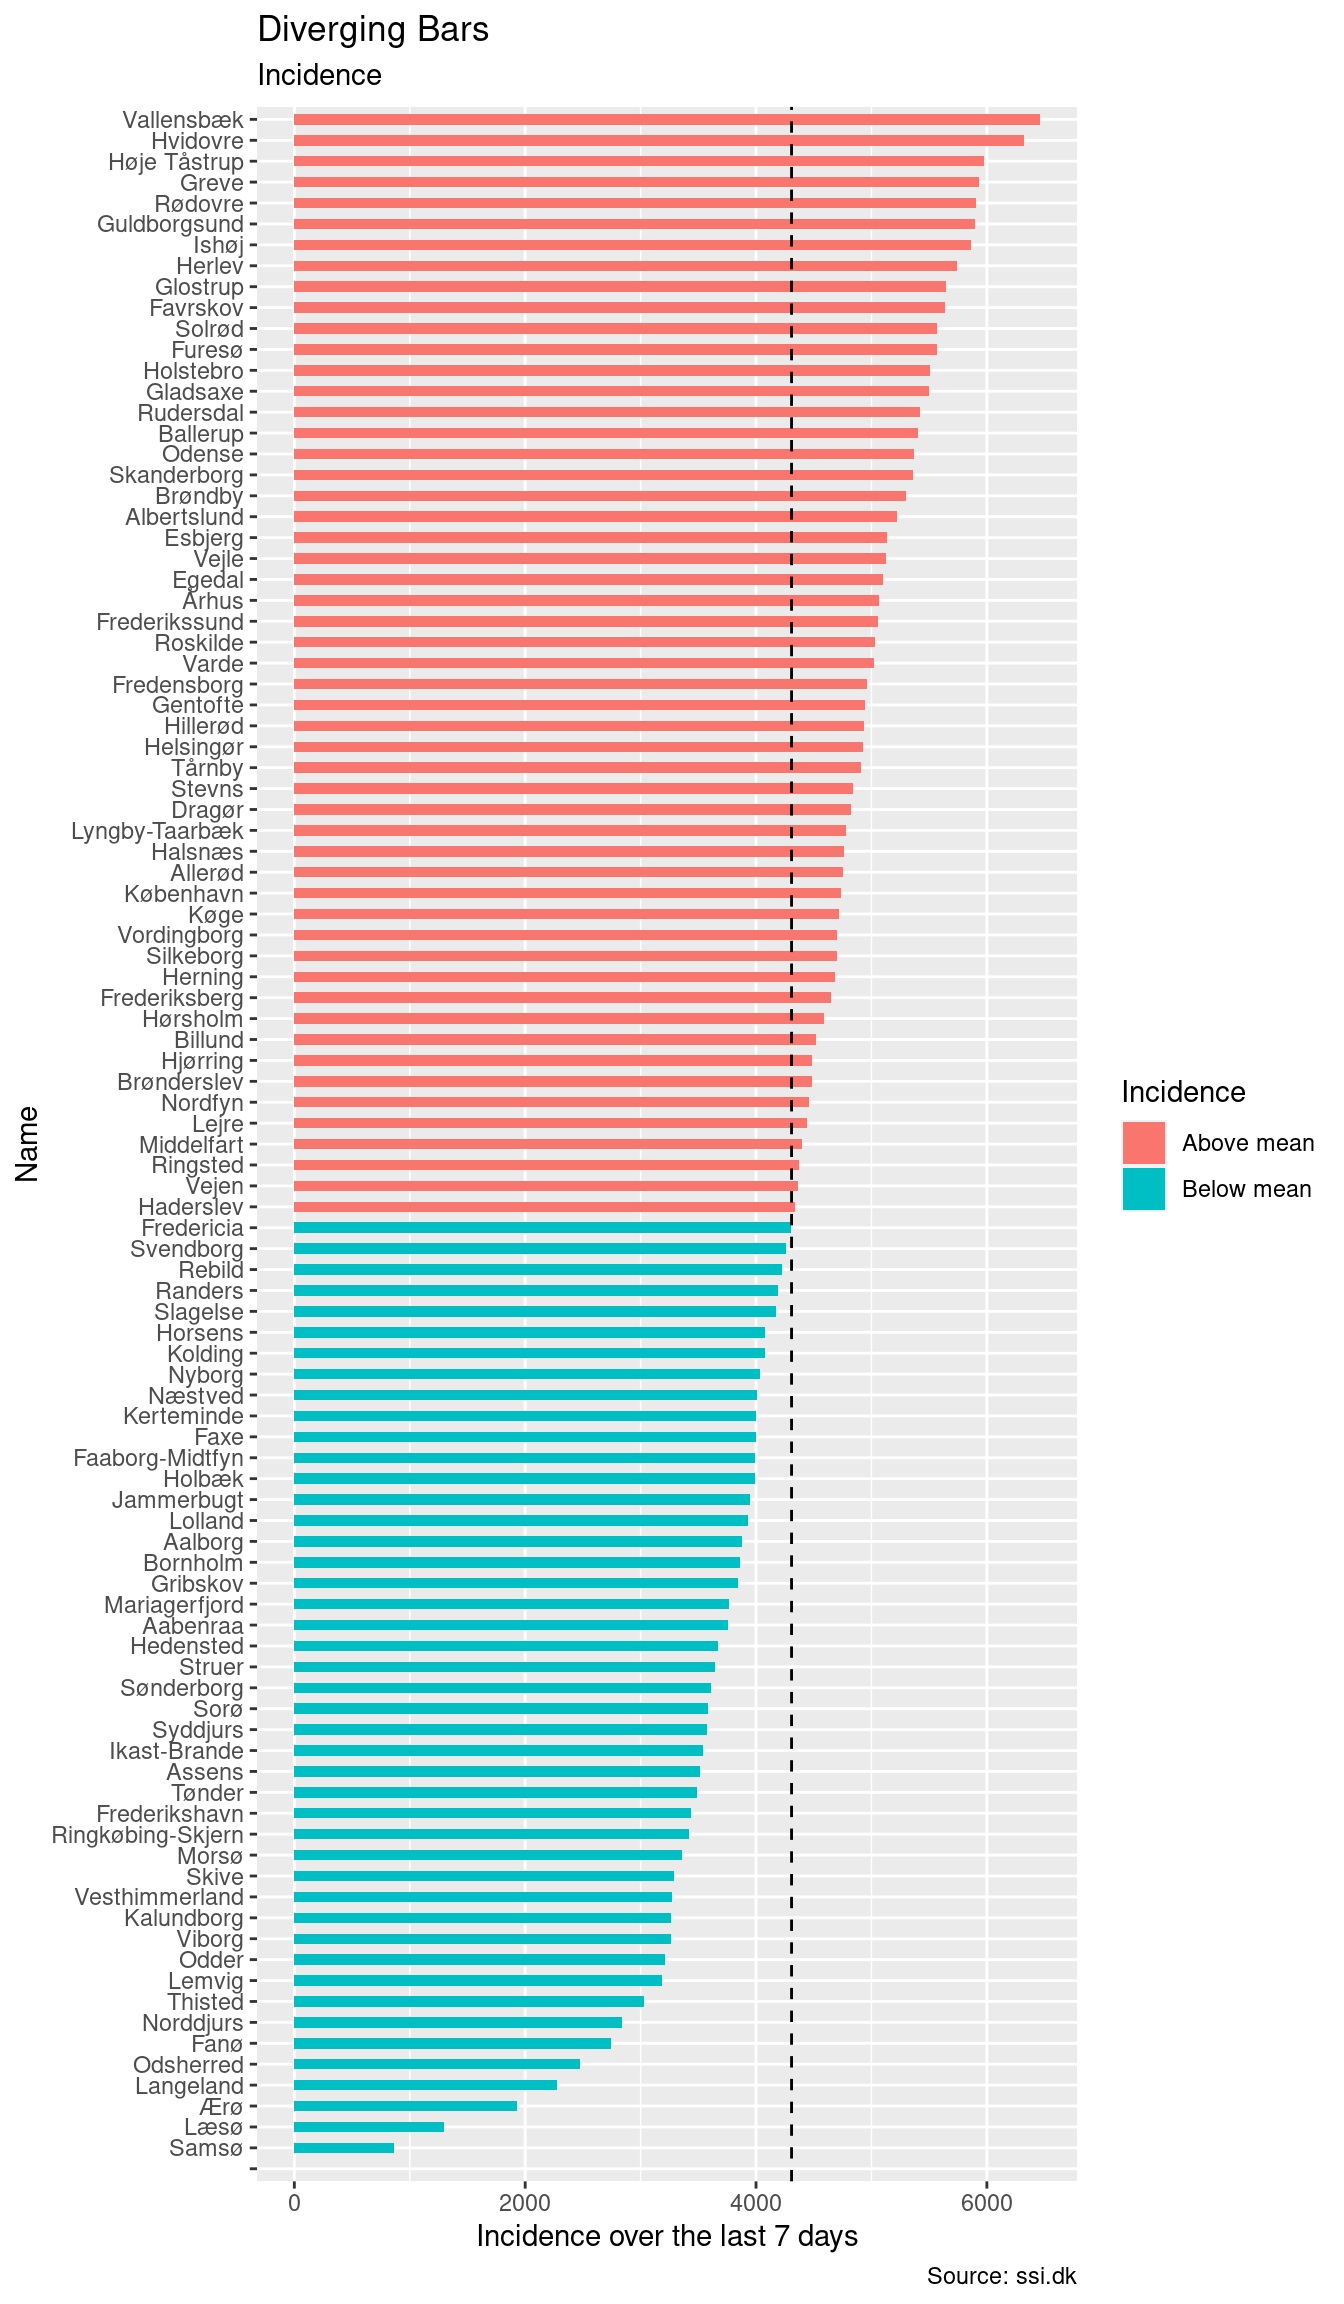 Diverging Bars
Incidence
Vallensbæk
Hvidovre
Høje Tåstrup
Greve
Rødovre
Guldborgsund
Ishøj
Herlev
Glostrup
Favrskov
Solrød
Furesø
Holstebro
Gladsaxe
Rudersdal
Ballerup
Odense
Skanderborg
Brøndby
Albertslund
Esbjerg
Vejle
Egedal
Århus
Frederikssund
Roskilde
Varde
Fredensborg
Gentofte
Hillerød
Helsingør
Tårnby
Stevns
Dragør
Lyngby-Taarbæk
Halsnæs
Allerød
København
Køge
Vordingborg
Silkeborg
Herning
Frederiksberg
Hørsholm
Billund
Hjørring
Brønderslev
Nordfyn
Lejre
Middelfart
Ringsted
Vejen
Haderslev
Fredericia
Svendborg
Rebild
Randers
Slagelse
Horsens
Kolding
Nyborg
Næstved
Kerteminde
Faxe
Faaborg-Midtfyn
Holbæk
Jammerbugt
Lolland
Aalborg
Bornholm
Gribskov
Mariagerfjord
Aabenraa
Hedensted
Struer
Sønderborg
Sorø
Syddjurs
Ikast-Brande
Assens
Tønder
Frederikshavn
Ringkøbing-Skjern
Morsø
Skive
Vesthimmerland
Kalundborg
Viborg
Odder
Lemvig
Thisted
Norddjurs
Fanø
Odsherred
Langeland
Ærø
Læsø
Samsø
Name
0 2000 4000 6000
Incidence over the last 7 days
Source: ssi.dk
Incidence
Above mean
Below mean